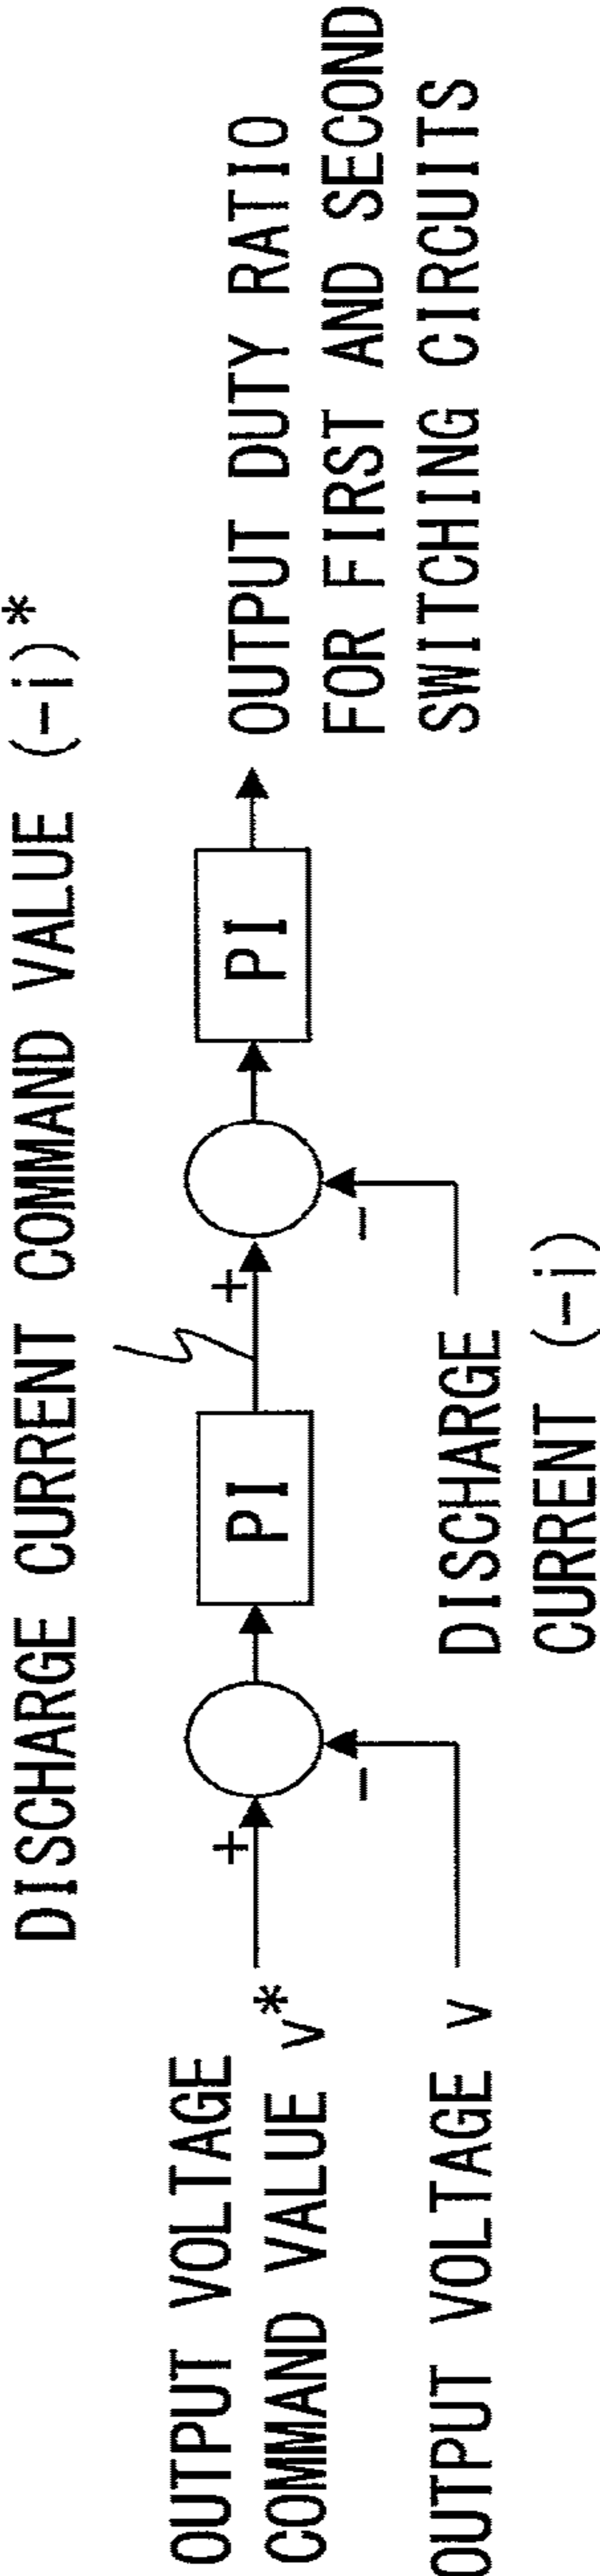 DISCHARGE CURRENT COMMAND VALUE (-i)*
OUTPUT VOLTAGE
COMMAND VALUE v*
+
-
PI
+
-
PI
OUTPUT DUTY RATIO
FOR FIRST AND SECOND
SWITCHING CIRCUITS
OUTPUT VOLTAGE v
DISCHARGE
CURRENT (-i)